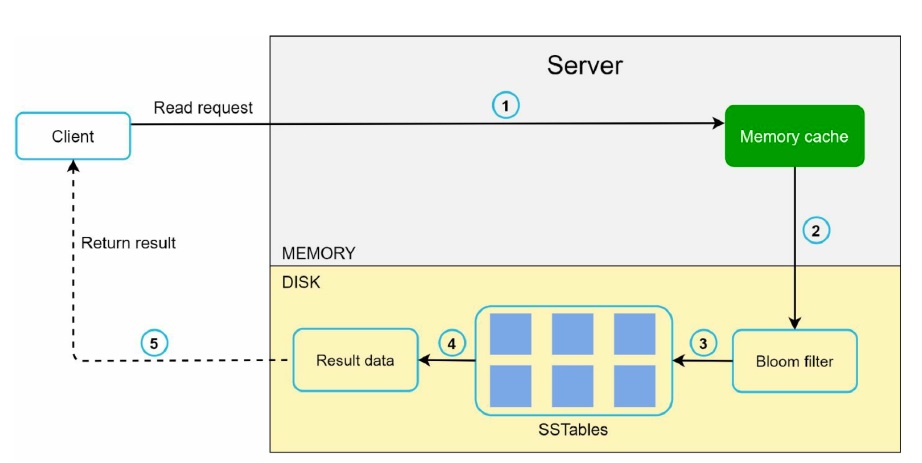 Server
Read request
1
Client
Memory cache
2
Return result
MEMORY
DISK
5
Result data
4
3
Bloom filter
SSTables